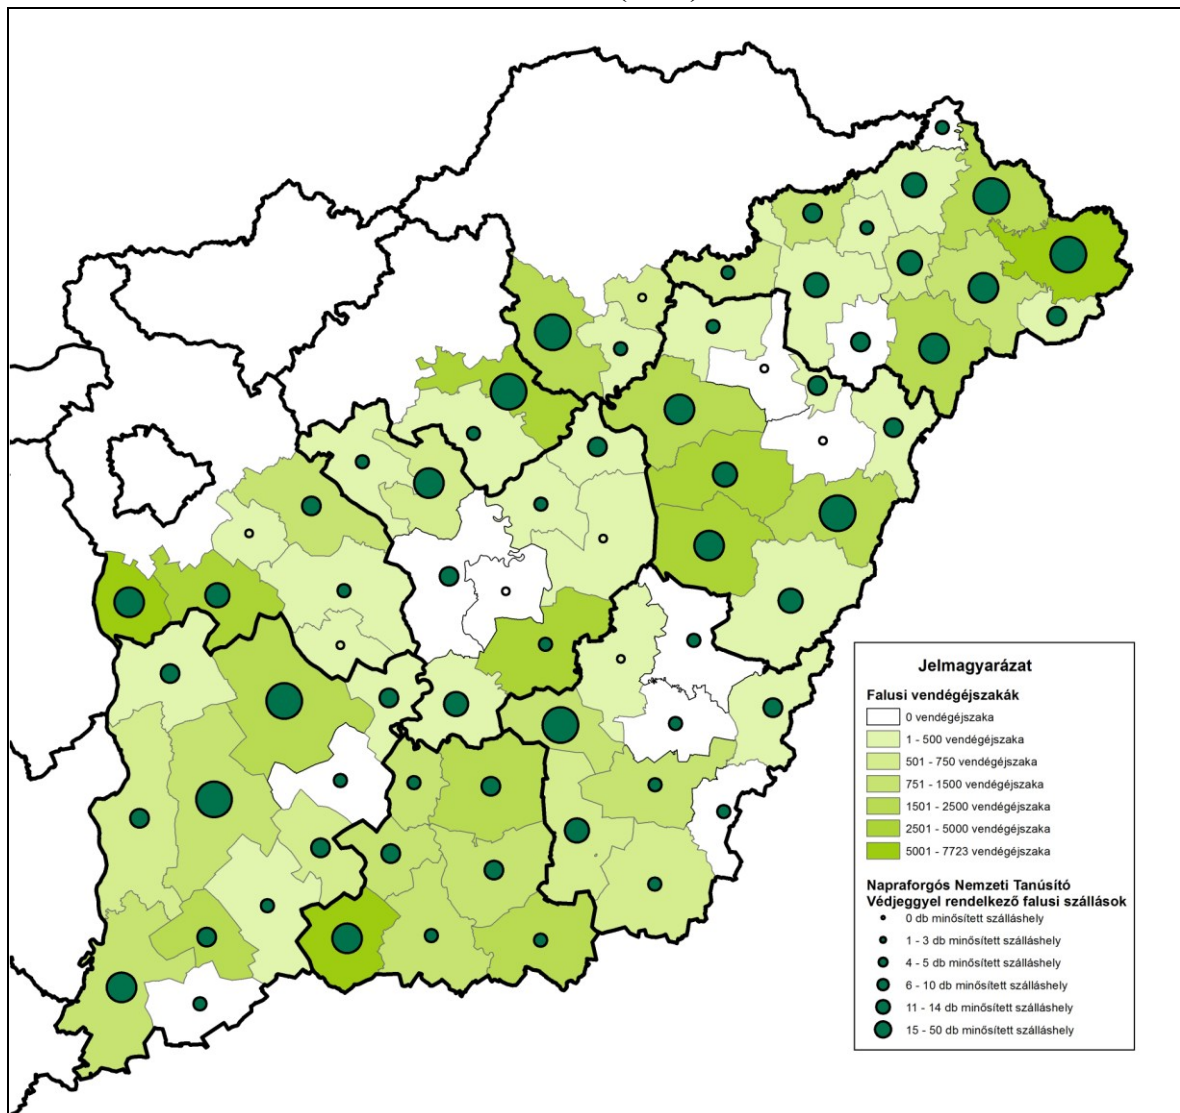 Jelmagyarázat
Falusi vendégéjszakák
0 vendégéjszaka
1 - 500 vendégéjszaka
501 - 750 vendégéjszaka
751 - 1500 vendégéjszaka
1501 - 2500 vendégéjszaka
2501 - 5000 vendégéjszaka
5001 - 7723 vendégéjszaka
Napraforgós Nemzeti Tanúsító
Védjeggyel rendelkező falusi szállások
0 db minősített szálláshely
1 - 3 db minősített szálláshely
4 - 5 db minősített szálláshely
6 - 10 db minősített szálláshely
11 - 14 db minősített szálláshely
15 - 50 db minősített szálláshely